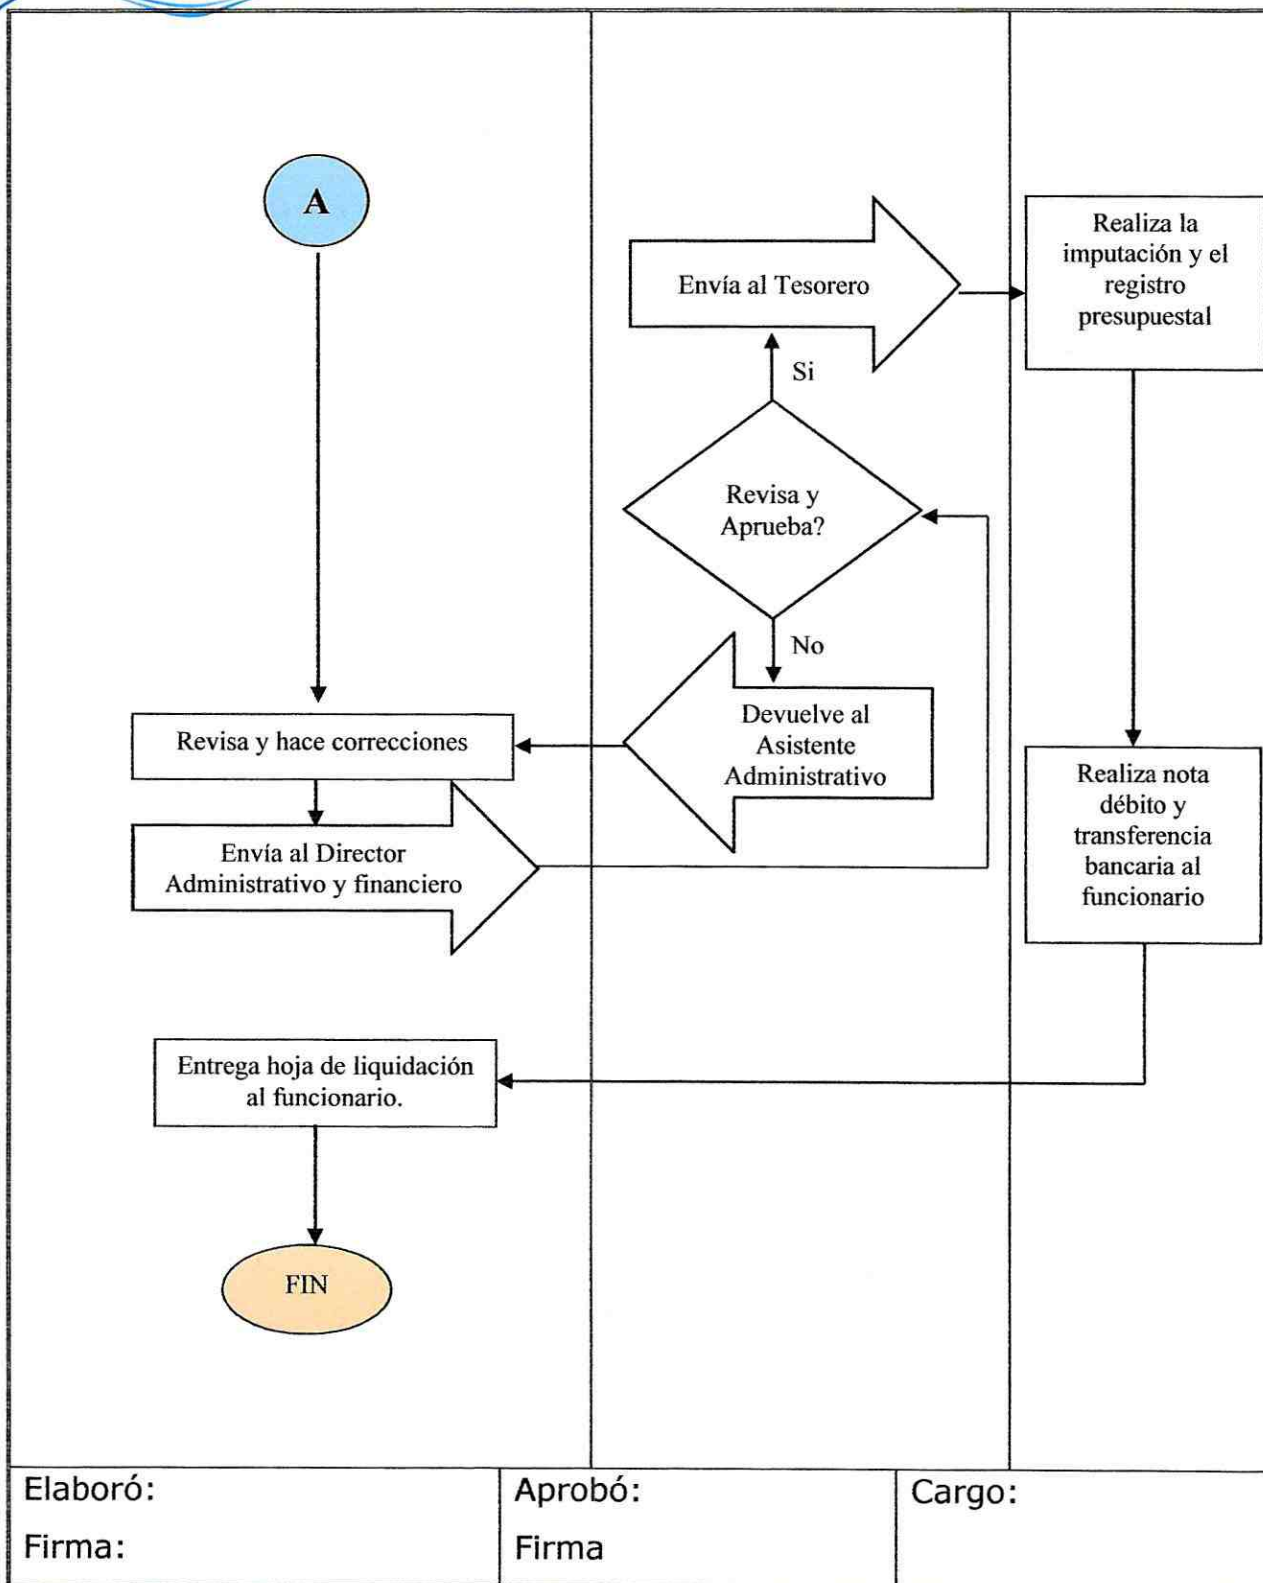 A
Envía al Tesorero
Realiza la
imputación y el
registro
presupuestal
Si
Revisa y
Aprueba?
No
Revisa y hace correcciones
Devuelve al
Asistente
Administrativo
Envía al Director
Administrativo y financiero
Realiza nota
débito y
transferencia
bancaria al
funcionario
Entrega hoja de liquidación
al funcionario.
FIN
Elaboró:
Firma:
Aprobó:
Firma
Cargo: